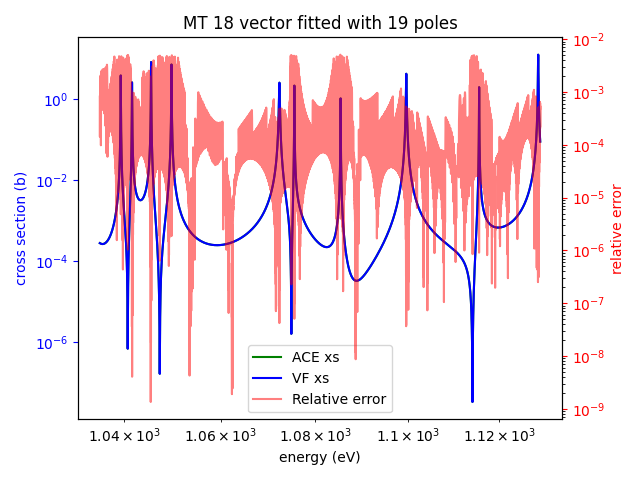 MT 18 vector fitted with 19 poles
cross section (b)
10⁰
10⁻²
10⁻⁴
10⁻⁶
10⁻²
10⁻³
10⁻⁴
10⁻⁵
10⁻⁶
10⁻⁷
10⁻⁸
10⁻⁹
relative error
ACE xs
VF xs
Relative error
1.04 × 10³ 1.06 × 10³ 1.08 × 10³ 1.1 × 10³ 1.12 × 10³
energy (eV)